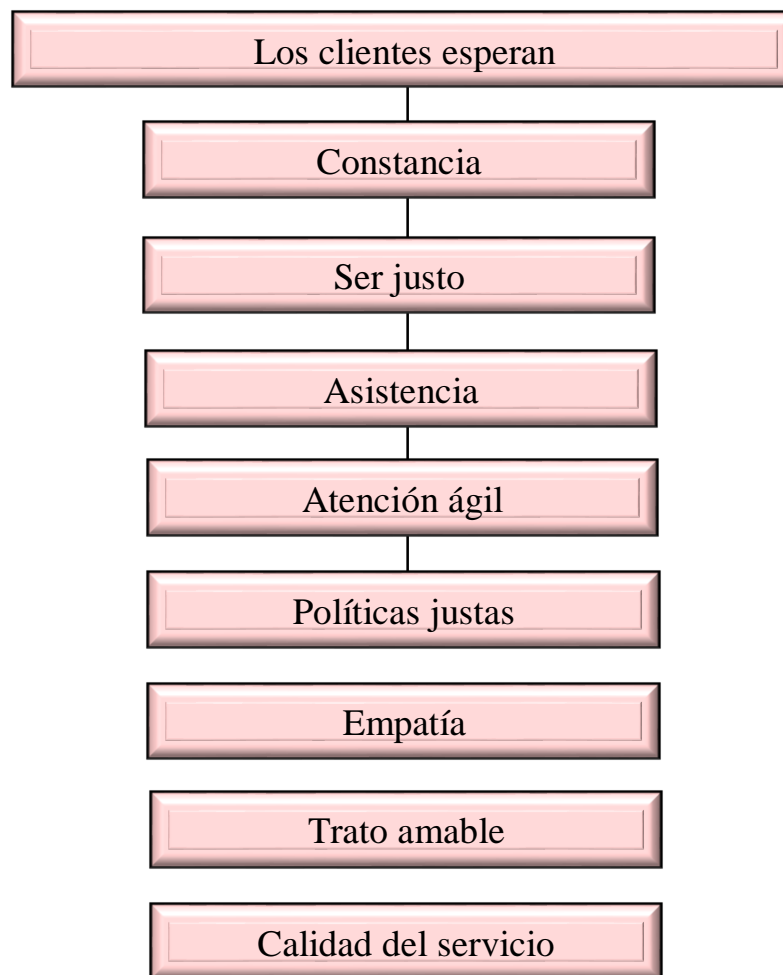 Los clientes esperan
Constancia
Ser justo
Asistencia
Atención ágil
Políticas justas
Empatía
Trato amable
Calidad del servicio